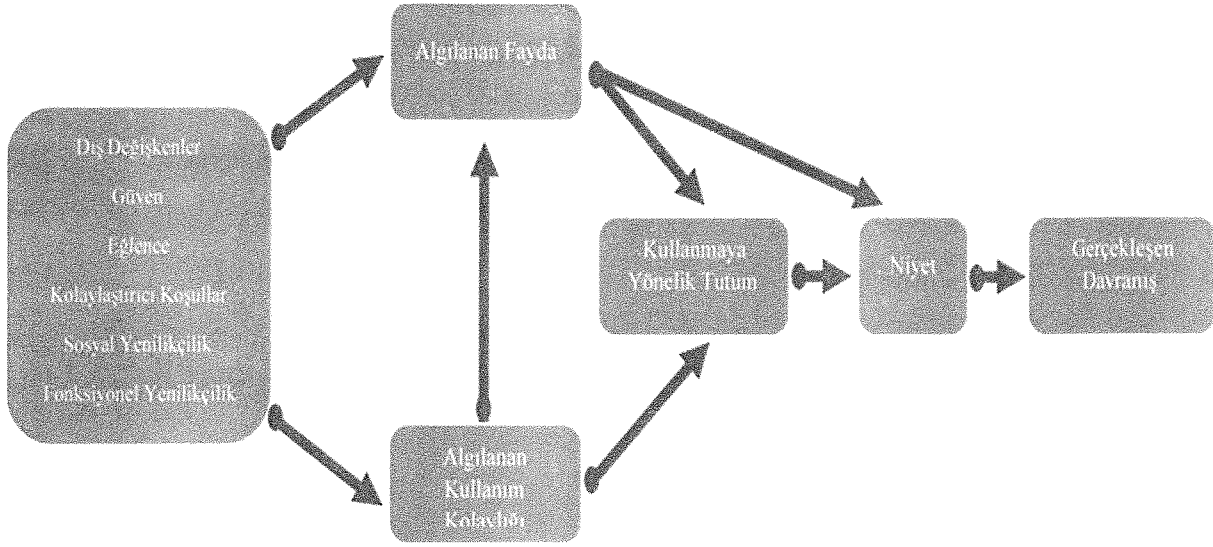 Algılanan Fayda
Dış Değişkenler
Güven
Eğlence
Kolaylaştırıcı Koşullar
Sosyal Yenilikçilik
Fonksiyonel Yenilikçilik
Kullanmaya
Yönelik Tutum
Niyet
Gerçekleşen
Davranış
Algılanan
Kullanım
Kolaylığı